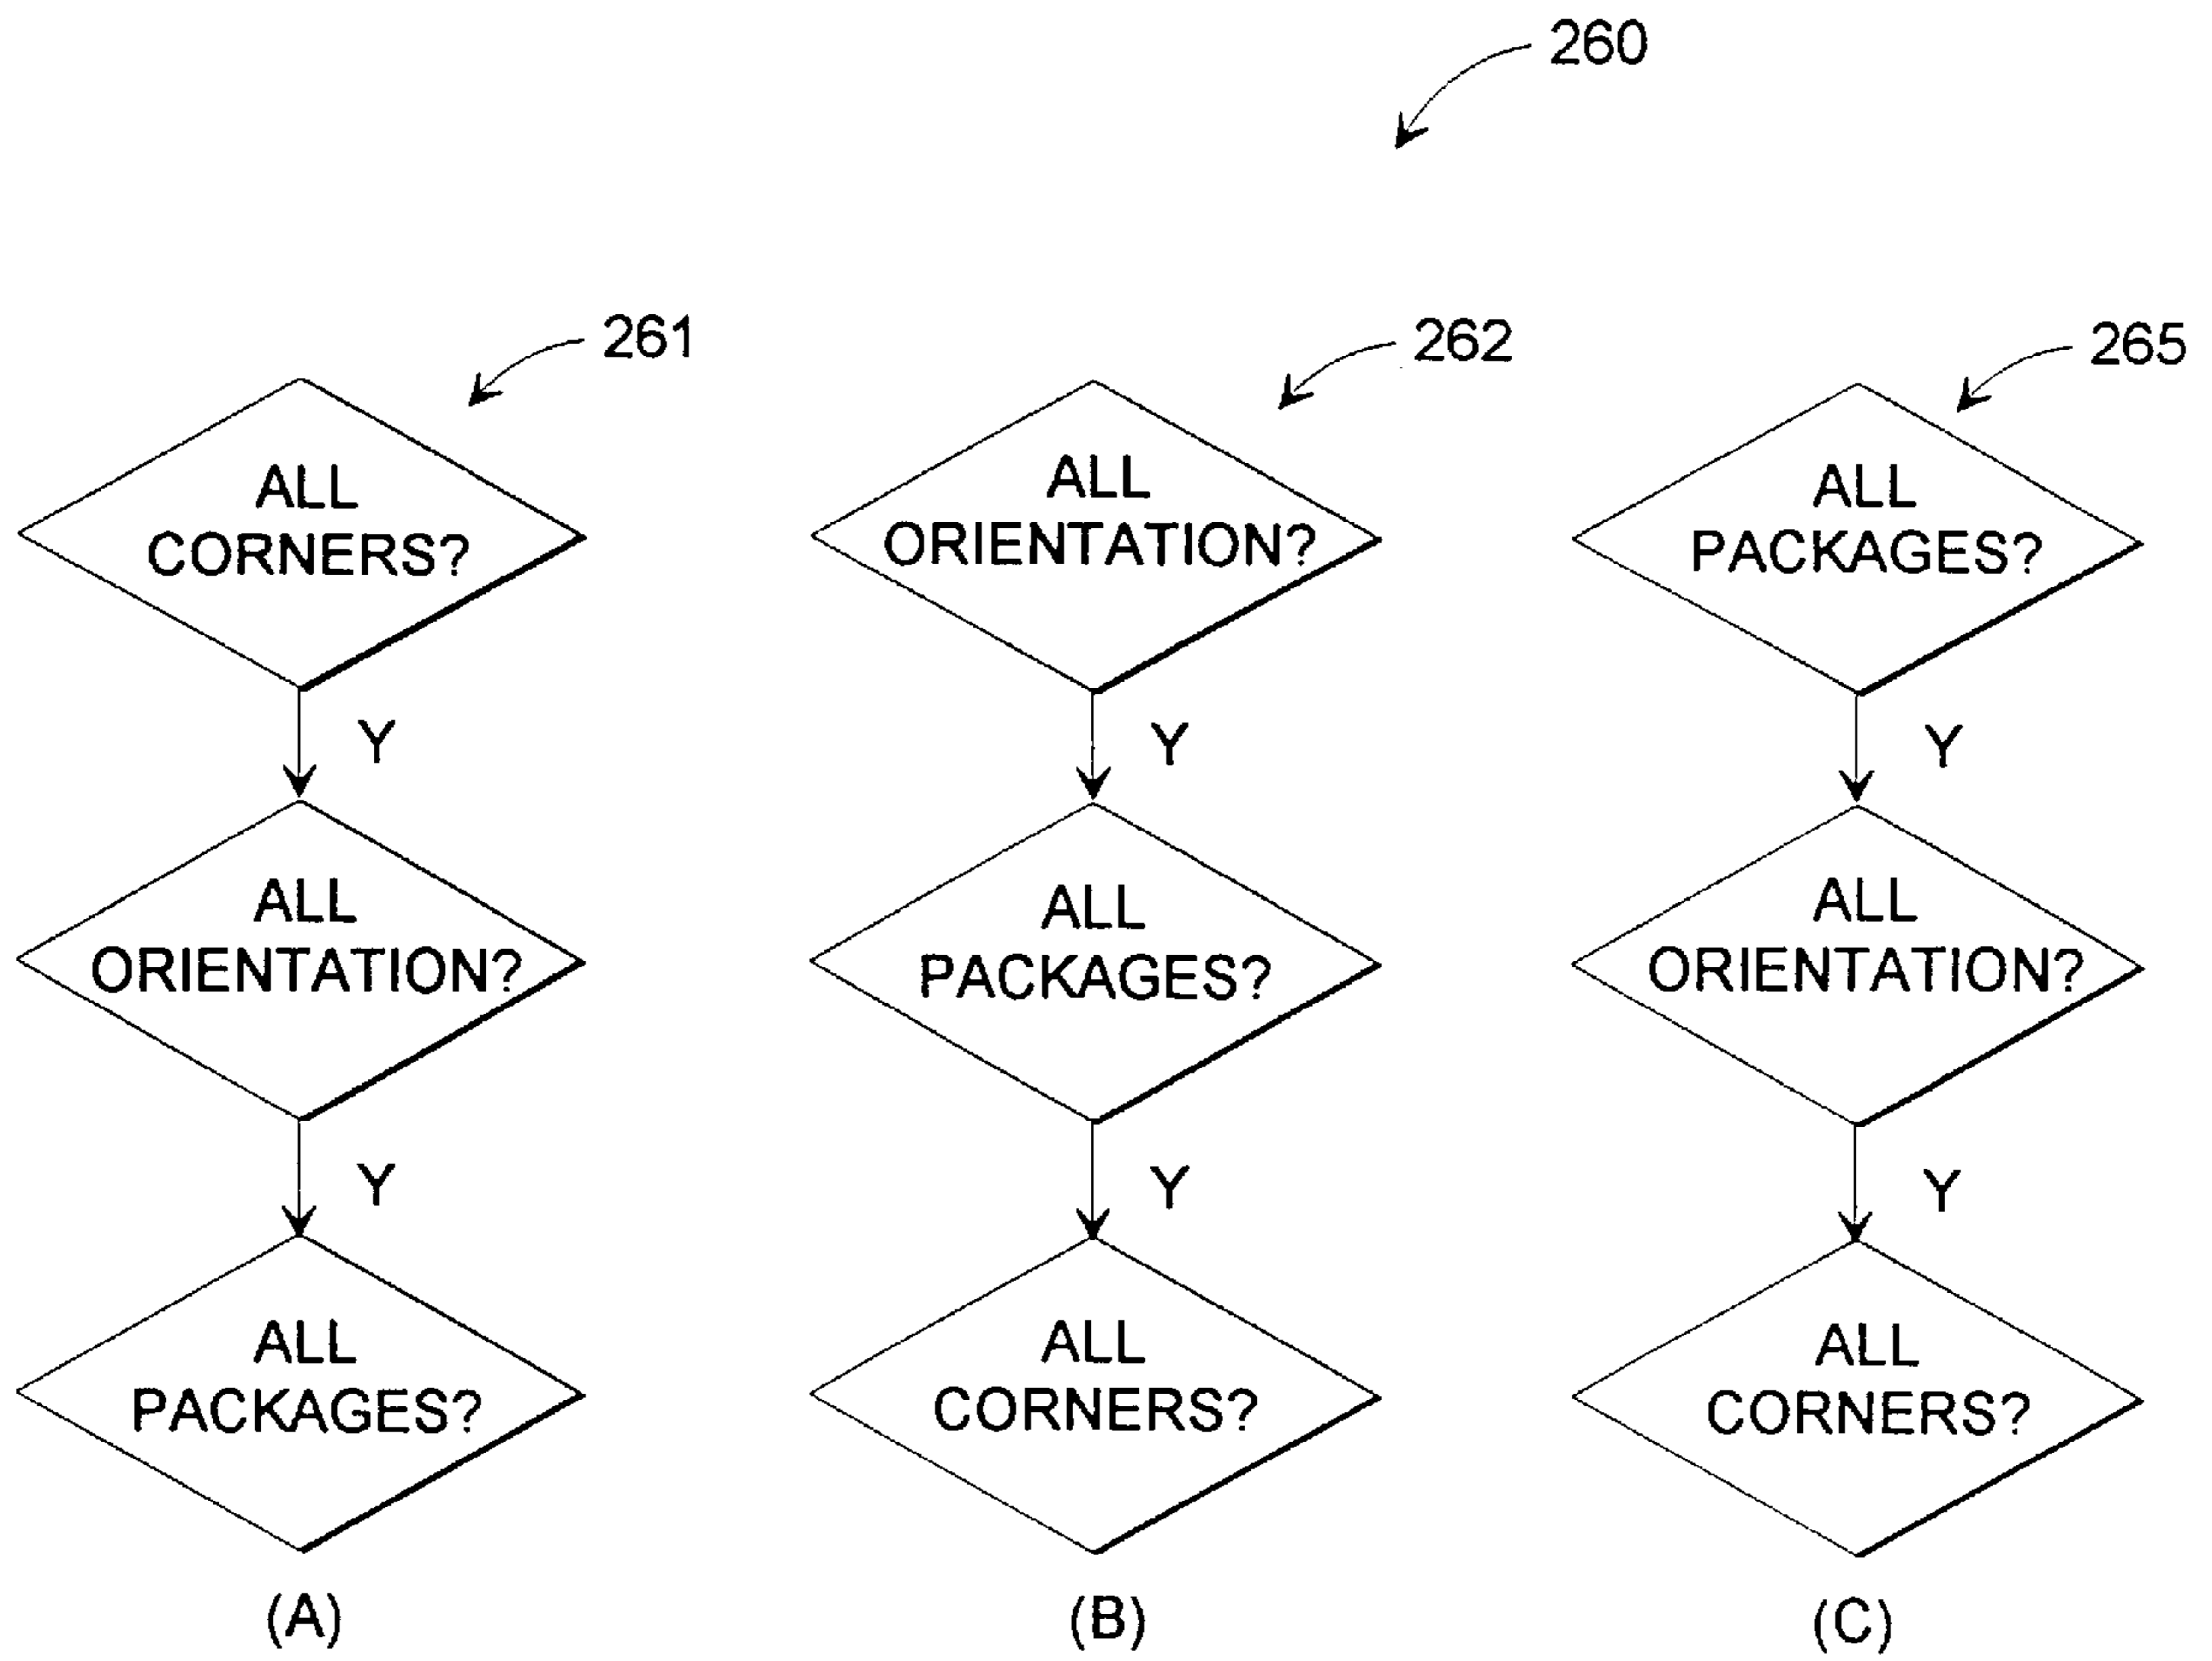 260
261
ALL
CORNERS?
Y
ALL
ORIENTATION?
Y
ALL
PACKAGES?
(A)
262
ALL
ORIENTATION?
Y
ALL
PACKAGES?
Y
ALL
CORNERS?
(B)
265
ALL
PACKAGES?
Y
ALL
ORIENTATION?
Y
ALL
CORNERS?
(C)